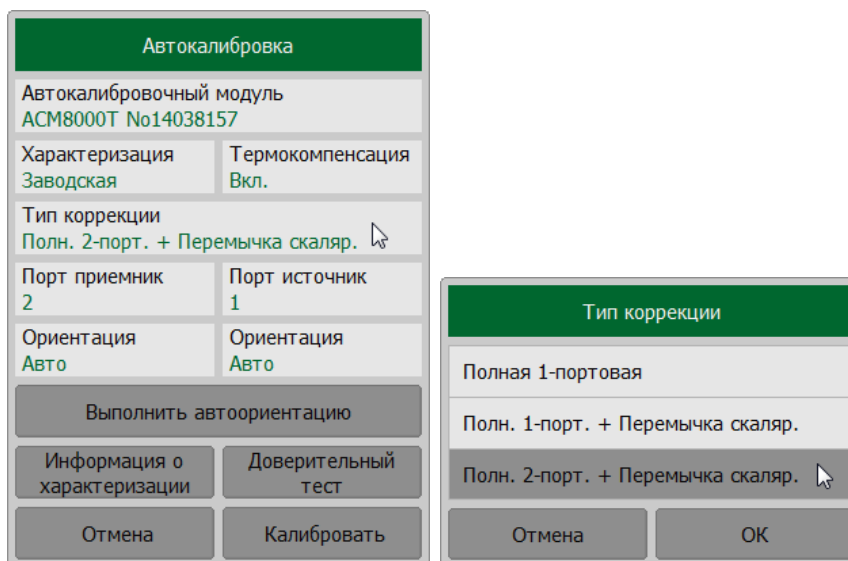 Автокалибровка
Автокалибровочный модуль
ACM8000T No14038157
Характеризация
Заводская
Термокомпенсация
Вкл.
Тип коррекции
Полн. 2-порт. + Перемычка скаляр.
Порт приемник
2
Порт источник
1
Ориентация
Авто
Ориентация
Авто
Выполнить автоориентацию
Информация о
характеризации
Доверительный
тест
Отмена
Калибровать
Тип коррекции
Полная 1-портовая
Полн. 1-порт. + Перемычка скаляр.
Полн. 2-порт. + Перемычка скаляр.
Отмена
OK